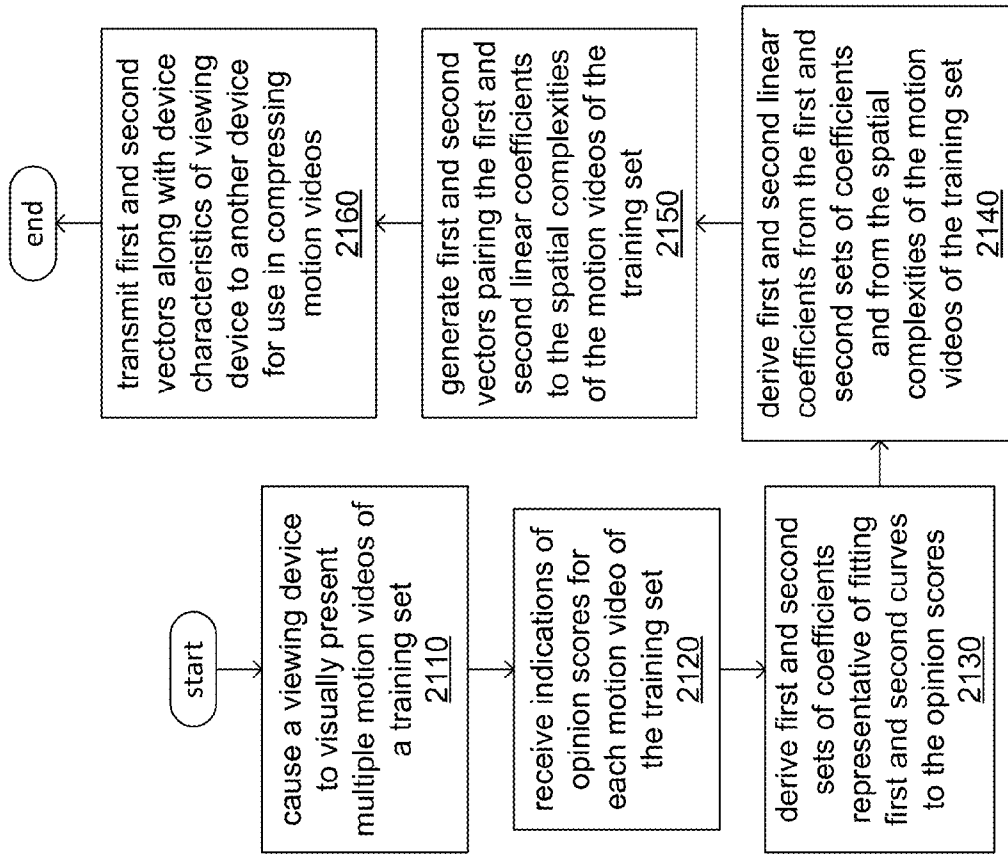 start
cause a viewing device
to visually present
multiple motion videos of
a training set
2110
receive indications of
opinion scores for
each motion video of
the training set
2120
derive first and second
sets of coefficients
representative of fitting
first and second curves
to the opinion scores
2130
derive first and second linear
coefficients from the first and
second sets of coefficients
and from the spatial
complexities of the motion
videos of the training set
2140
generate first and second
vectors pairing the first and
second linear coefficients
to the spatial complexities
of the motion videos of the
training set
2150
transmit first and second
vectors along with device
characteristics of viewing
device to another device
for use in compressing
motion videos
2160
end